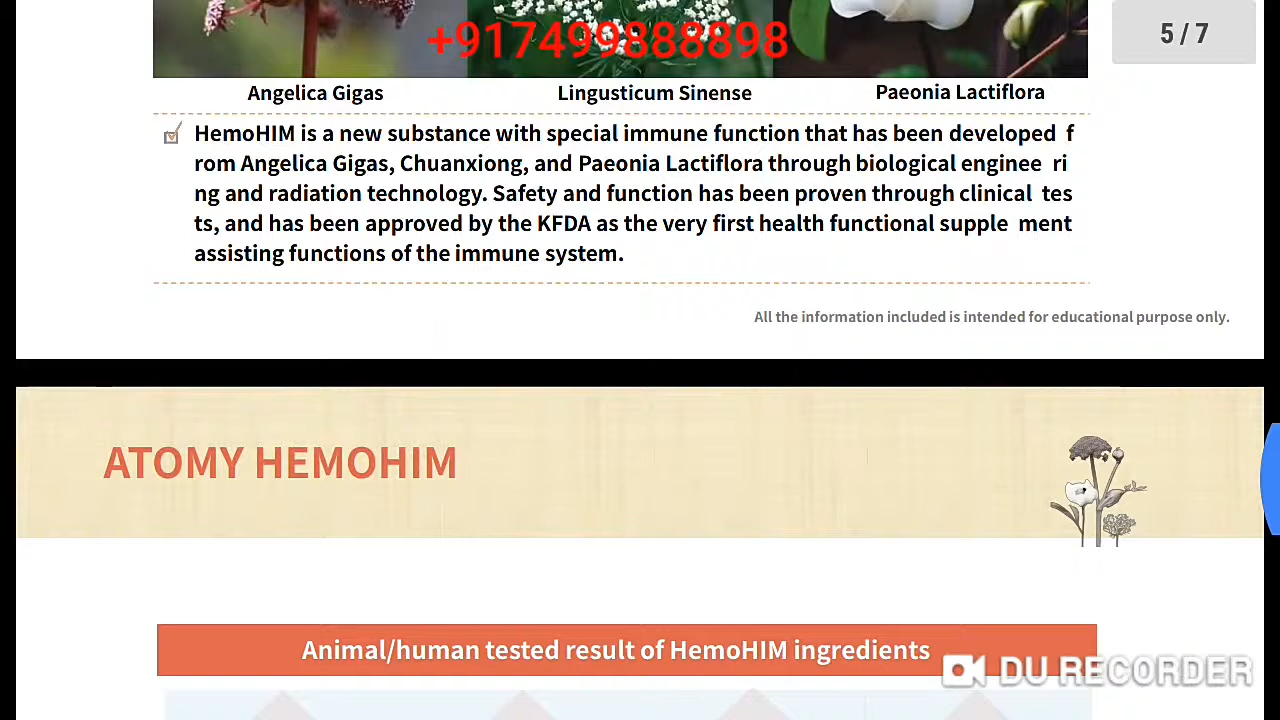 +917499888898
5 / 7
Angelica Gigas
Lingusticum Sinense
Paeonia Lactiflora
HemoHIM is a new substance with special immune function that has been developed f
rom Angelica Gigas, Chuanxiong, and Paeonia Lactiflora through biological enginee ri
ng and radiation technology. Safety and function has been proven through clinical tes
ts, and has been approved by the KFDA as the very first health functional supple ment
assisting functions of the immune system.
All the information included is intended for educational purpose only.
ATOMY HEMOHIM
Animal/human tested result of HemoHIM ingredients
DU RECORDER